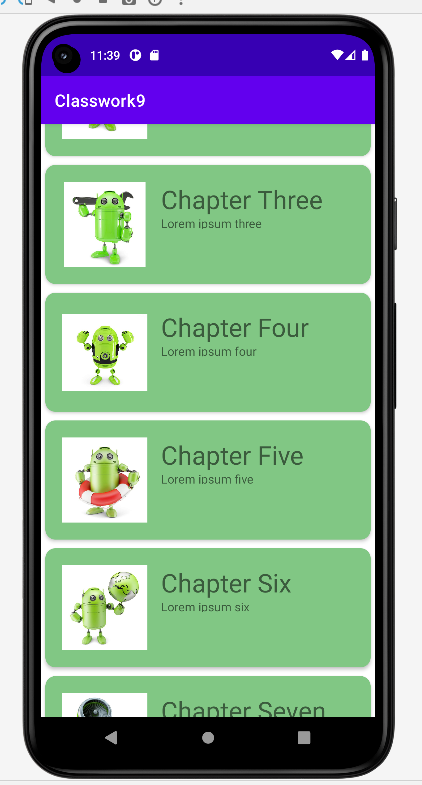 11:39
Classwork9
Chapter Three
Lorem ipsum three
Chapter Four
Lorem ipsum four
Chapter Five
Lorem ipsum five
Chapter Six
Lorem ipsum six
Chapter Seven